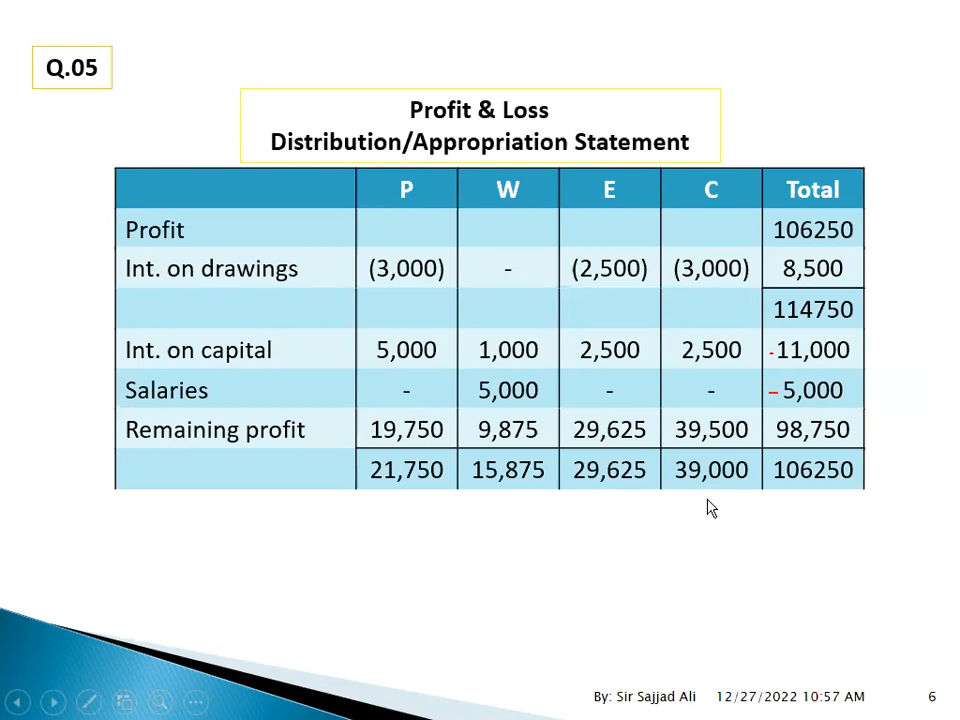 Q.05
Profit & Loss
Distribution/Appropriation Statement
P W E C Total
Profit 106250
Int. on drawings (3,000) - (2,500) (3,000) 8,500
114750
Int. on capital 5,000 1,000 2,500 2,500 -11,000
Salaries - 5,000 - - –5,000
Remaining profit 19,750 9,875 29,625 39,500 98,750
21,750 15,875 29,625 39,000 106250
By: Sir Sajjad Ali 12/27/2022 10:57 AM 6